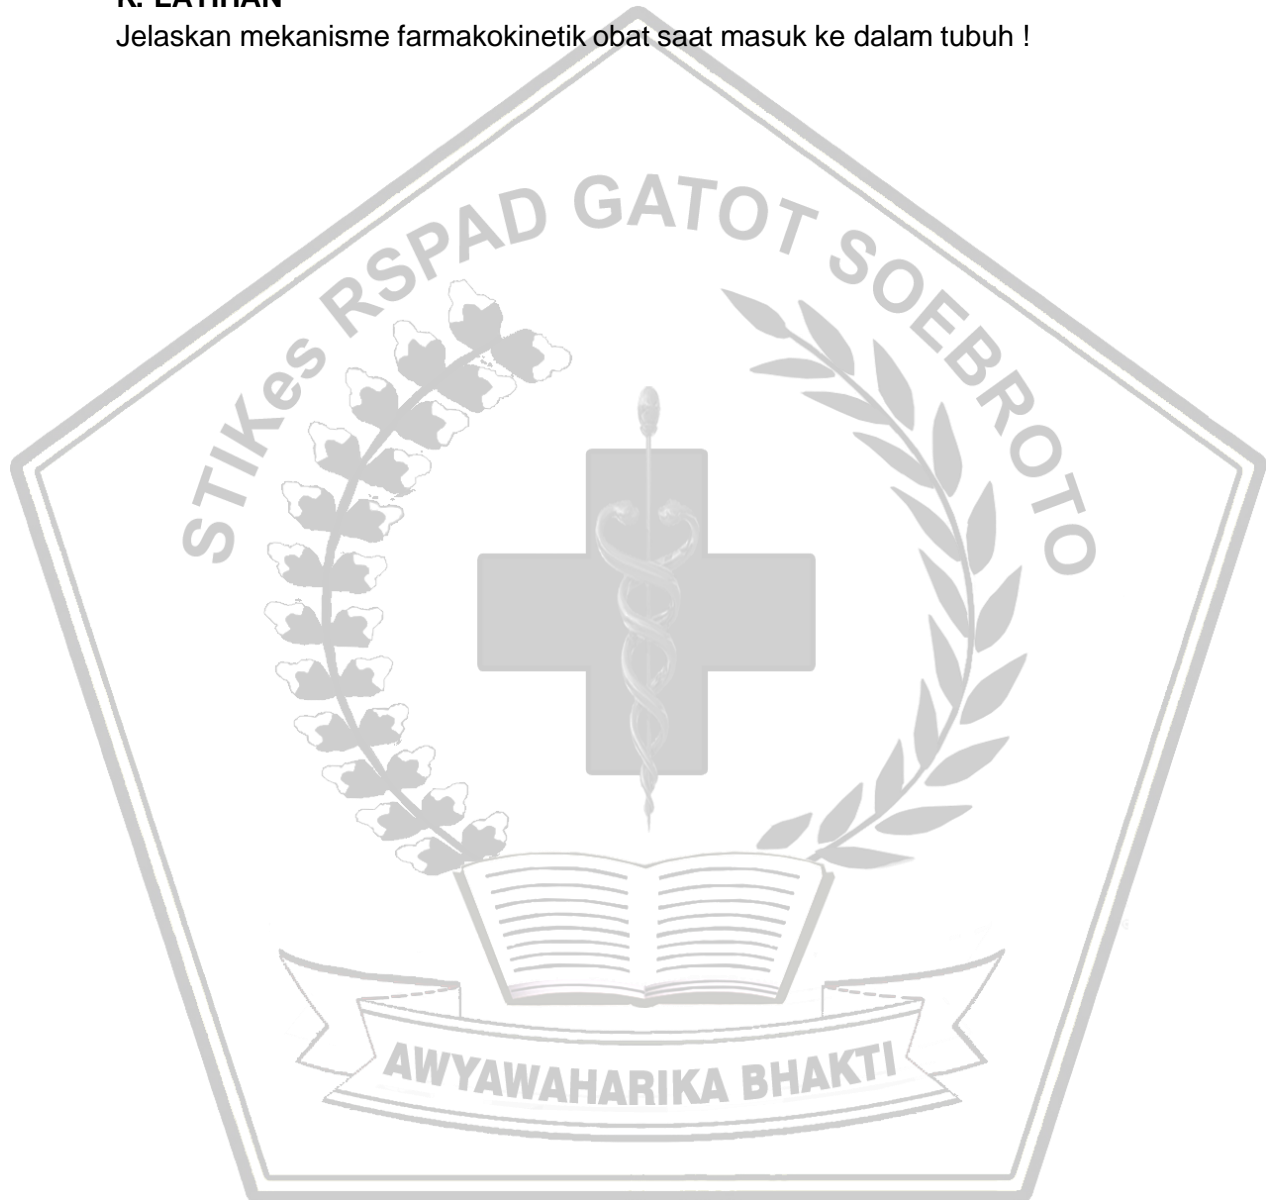 K. LATIHAN
Jelaskan mekanisme farmakokinetik obat saat masuk ke dalam tubuh !
STIKes RSPAD GATOT SOEBROTO
AWYAWAHARIKA BHAKTI